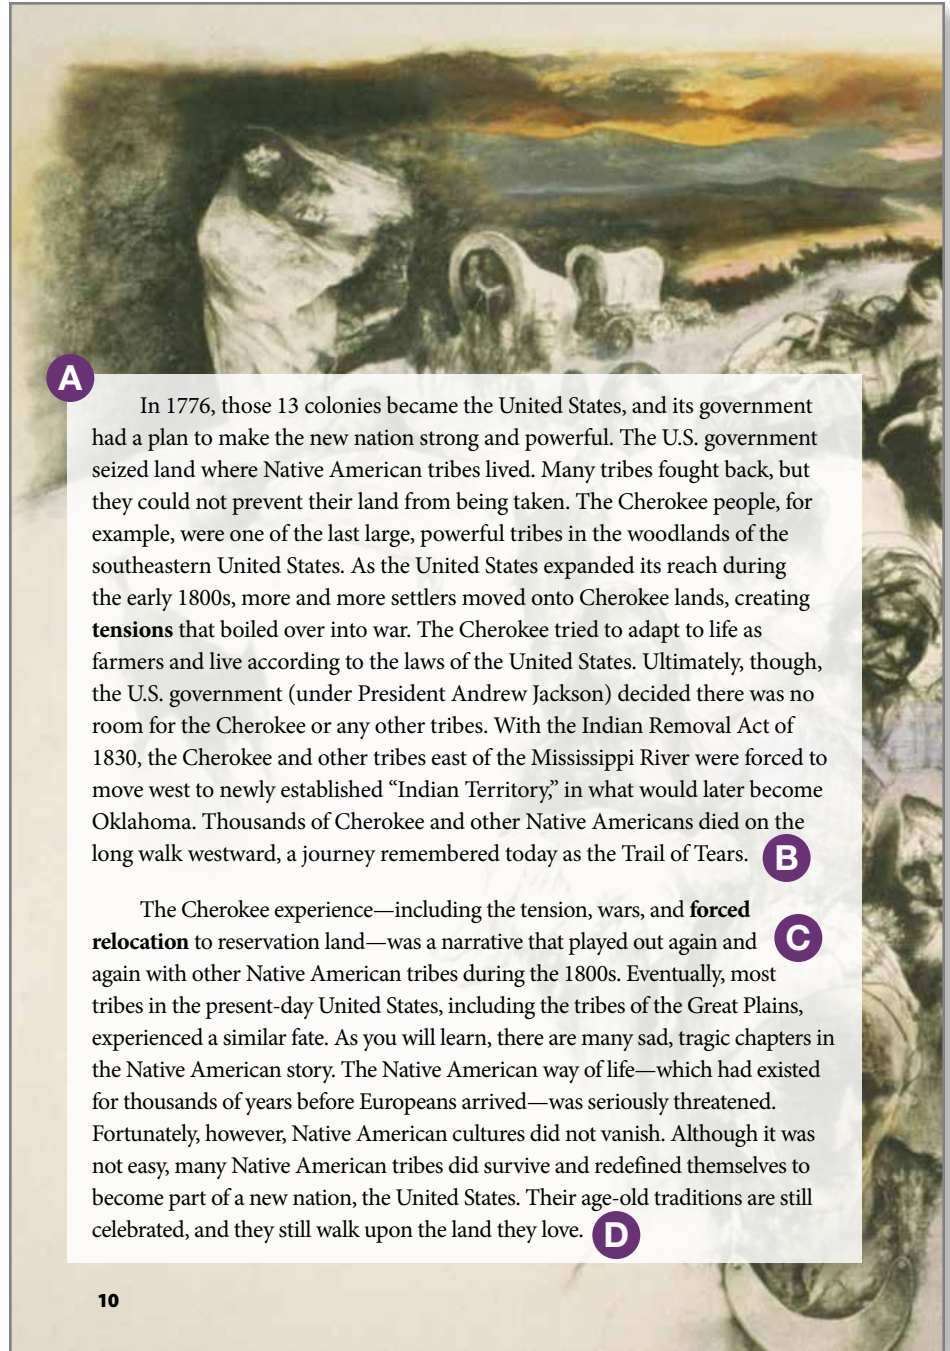 A
In 1776, those 13 colonies became the United States, and its government
had a plan to make the new nation strong and powerful. The U.S. government
seized land where Native American tribes lived. Many tribes fought back, but
they could not prevent their land from being taken. The Cherokee people, for
example, were one of the last large, powerful tribes in the woodlands of the
southeastern United States. As the United States expanded its reach during
the early 1800s, more and more settlers moved onto Cherokee lands, creating
tensions that boiled over into war. The Cherokee tried to adapt to life as
farmers and live according to the laws of the United States. Ultimately, though,
the U.S. government (under President Andrew Jackson) decided there was no
room for the Cherokee or any other tribes. With the Indian Removal Act of
1830, the Cherokee and other tribes east of the Mississippi River were forced to
move west to newly established “Indian Territory,” in what would later become
Oklahoma. Thousands of Cherokee and other Native Americans died on the
long walk westward, a journey remembered today as the Trail of Tears. B
The Cherokee experience—including the tension, wars, and forced
relocation to reservation land—was a narrative that played out again and C
again with other Native American tribes during the 1800s. Eventually, most
tribes in the present-day United States, including the tribes of the Great Plains,
experienced a similar fate. As you will learn, there are many sad, tragic chapters in
the Native American story. The Native American way of life—which had existed
for thousands of years before Europeans arrived—was seriously threatened.
Fortunately, however, Native American cultures did not vanish. Although it was
not easy, many Native American tribes did survive and redefined themselves to
become part of a new nation, the United States. Their age-old traditions are still
celebrated, and they still walk upon the land they love. D
10